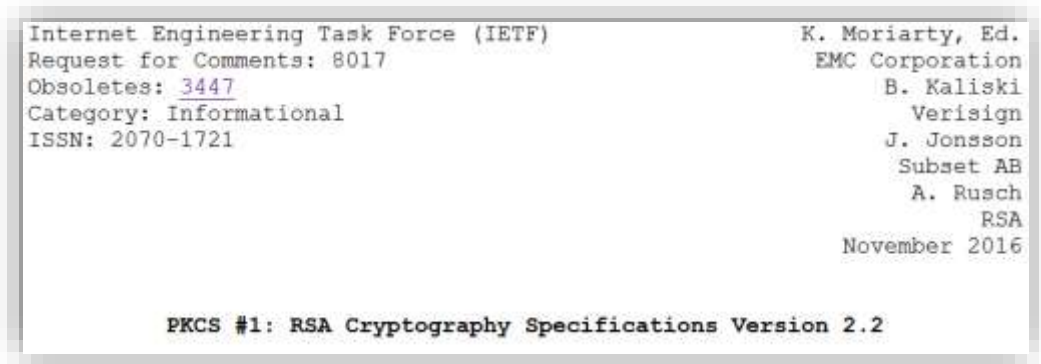 Internet Engineering Task Force (IETF) K. Moriarty, Ed.
Request for Comments: 8017 EMC Corporation
Obsoletes: 3447 B. Kaliski
Category: Informational Verisign
ISSN: 2070-1721 J. Jonsson
Subset AB
A. Rusch
RSA
November 2016
PKCS #1: RSA Cryptography Specifications Version 2.2